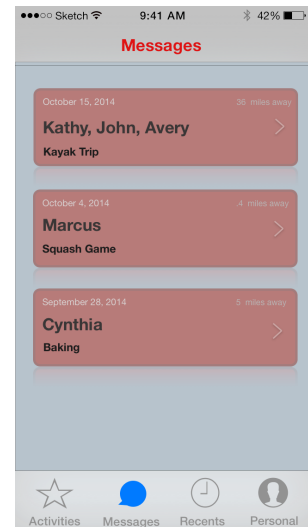 Sketch 9:41 AM 42%
Messages
October 15, 2014 36 miles away
Kathy, John, Avery
Kayak Trip
October 4, 2014 .4 miles away
Marcus
Squash Game
September 28, 2014 5 miles away
Cynthia
Baking
Activities Messages Recents Personal